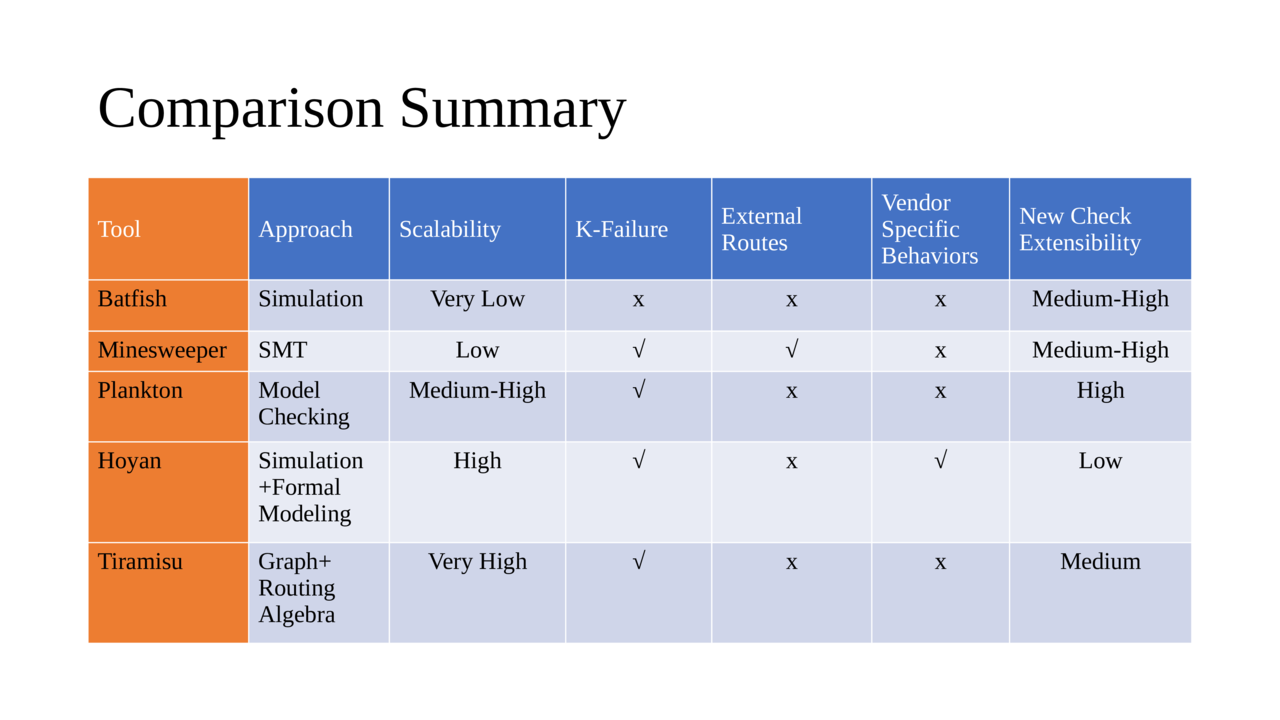 Comparison Summary
Tool Approach Scalability K-Failure External Routes Vendor Specific Behaviors New Check Extensibility
Batfish Simulation Very Low x x x Medium-High
Minesweeper SMT Low √ √ x Medium-High
Plankton Model Checking Medium-High √ x x High
Hoyan Simulation +Formal Modeling High √ x √ Low
Tiramisu Graph+ Routing Algebra Very High √ x x Medium